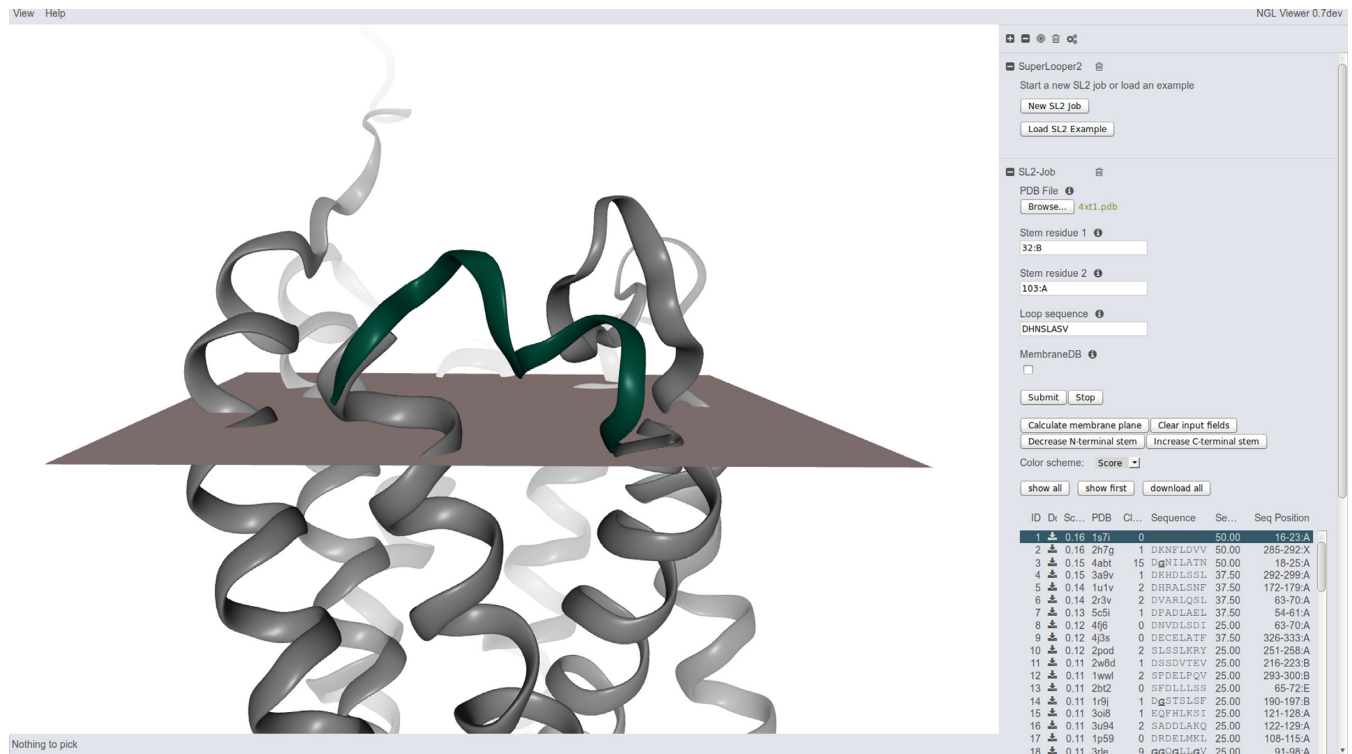 View Help NGL Viewer 0.7dev
SuperLooper2
Start a new SL2 job or load an example
New SL2 Job
Load SL2 Example
SL2-Job
PDB File
Browse... 4xt1.pdb
Stem residue 1
32:B
Stem residue 2
103:A
Loop sequence
DHNSLASV
MembraneDB
Submit Stop
Calculate membrane plane Clear input fields
Decrease N-terminal stem Increase C-terminal stem
Color scheme: Score
show all show first download all
ID Sc... PDB Cl... Sequence Se... Seq Position
1 0.16 1s7i 0 50.00 16-23:A
2 0.16 2h7g 1 DKNFLDVV 50.00 285-292:X
3 0.15 4abt 15 DGNILATN 50.00 18-25:A
4 0.15 3a9v 1 DKHDLSSL 37.50 292-299:A
5 0.14 1u1v 2 DHRALSNF 37.50 172-179:A
6 0.14 2r3v 2 DVARLQSL 37.50 63-70:A
7 0.13 5c5i 1 DPADLAEL 37.50 54-61:A
8 0.12 4fj6 0 DNVDLSDI 25.00 63-70:A
9 0.12 4j3s 0 DECELATF 37.50 326-333:A
10 0.12 2pod 2 SLSSLKRY 25.00 251-258:A
11 0.11 2w8d 1 DSSDVTEV 25.00 216-223:B
12 0.11 1wwl 2 SPDELPQV 25.00 293-300:B
13 0.11 2bt2 0 SFDLLLSS 25.00 65-72:E
14 0.11 1r9j 1 DGSTSLSF 25.00 190-197:B
15 0.11 3oi8 1 EQFHLKSI 25.00 121-128:A
16 0.11 3u94 2 SADDLAKQ 25.00 122-129:A
17 0.11 1p59 0 DRDELMKL 25.00 108-115:A
18 0.11 3rle 9 GGQGLLGV 25.00 91-98:A
Nothing to pick